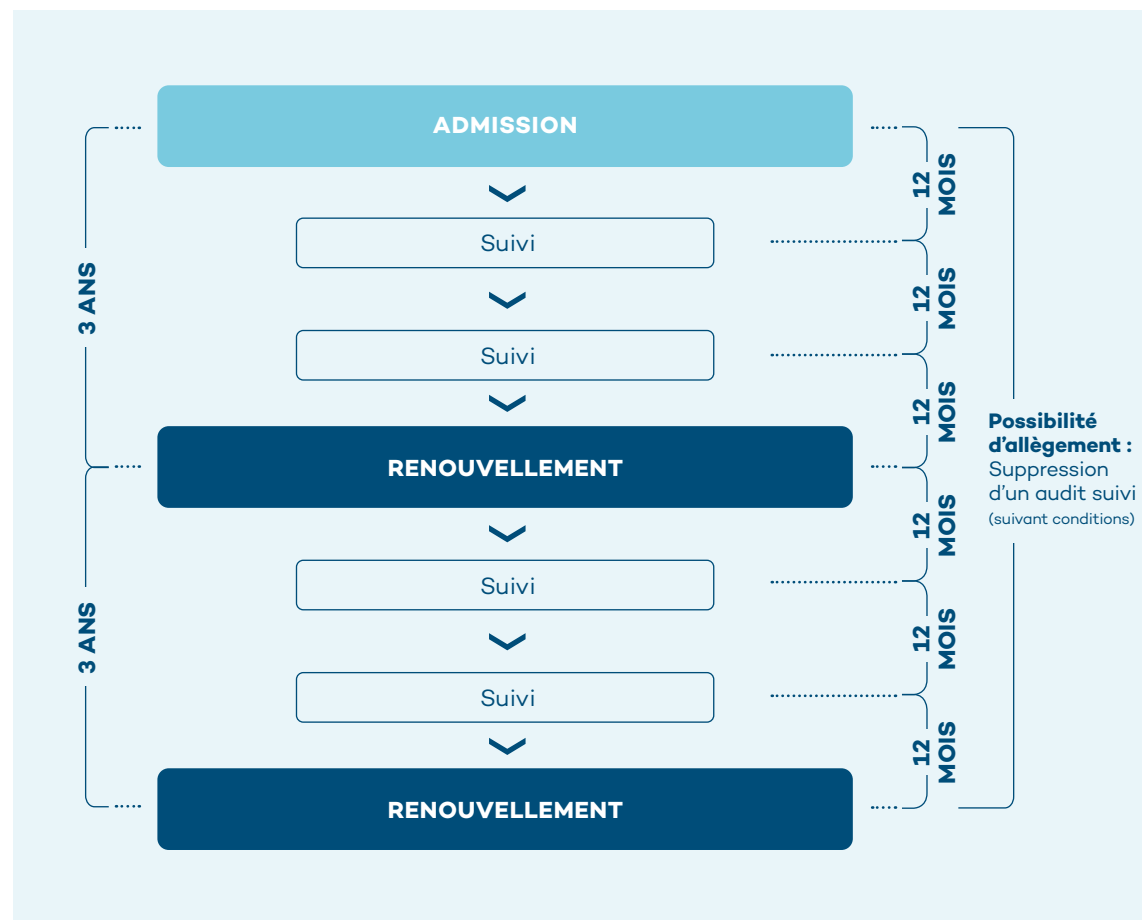 ADMISSION
12
MOIS
Suivi
12
MOIS
3 ANS
Suivi
12
MOIS
RENOUVELLEMENT
Possibilité
d'allègement :
Suppression
d'un audit suivi
(suivant conditions)
12
MOIS
Suivi
12
MOIS
3 ANS
Suivi
12
MOIS
RENOUVELLEMENT